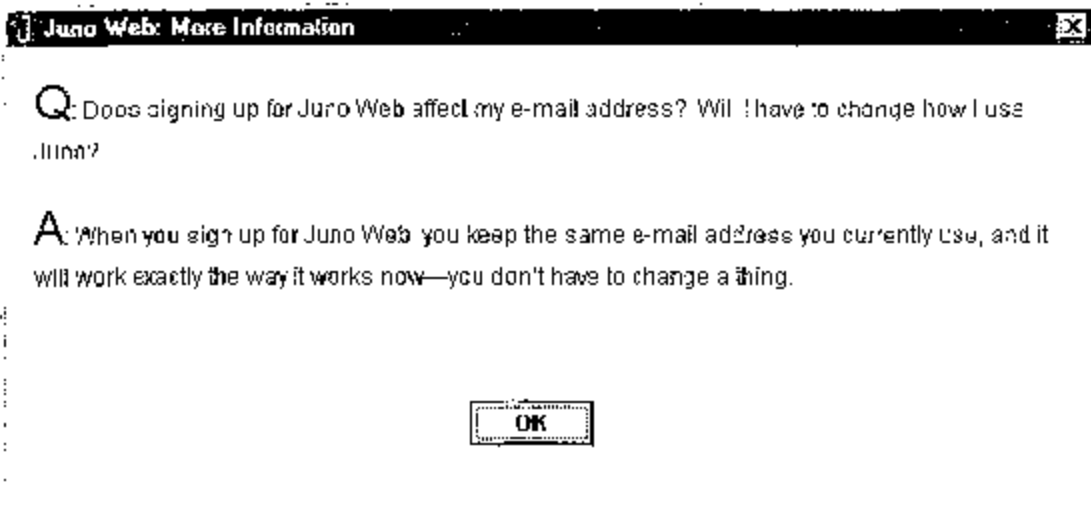 Juno Web: More Information
Q: Does signing up for Juno Web affect my e-mail address? Will I have to change how I use
Juno?
A: When you sign up for Juno Web you keep the same e-mail address you currently use, and it
will work exactly the way it works now—you don't have to change a thing.
OK